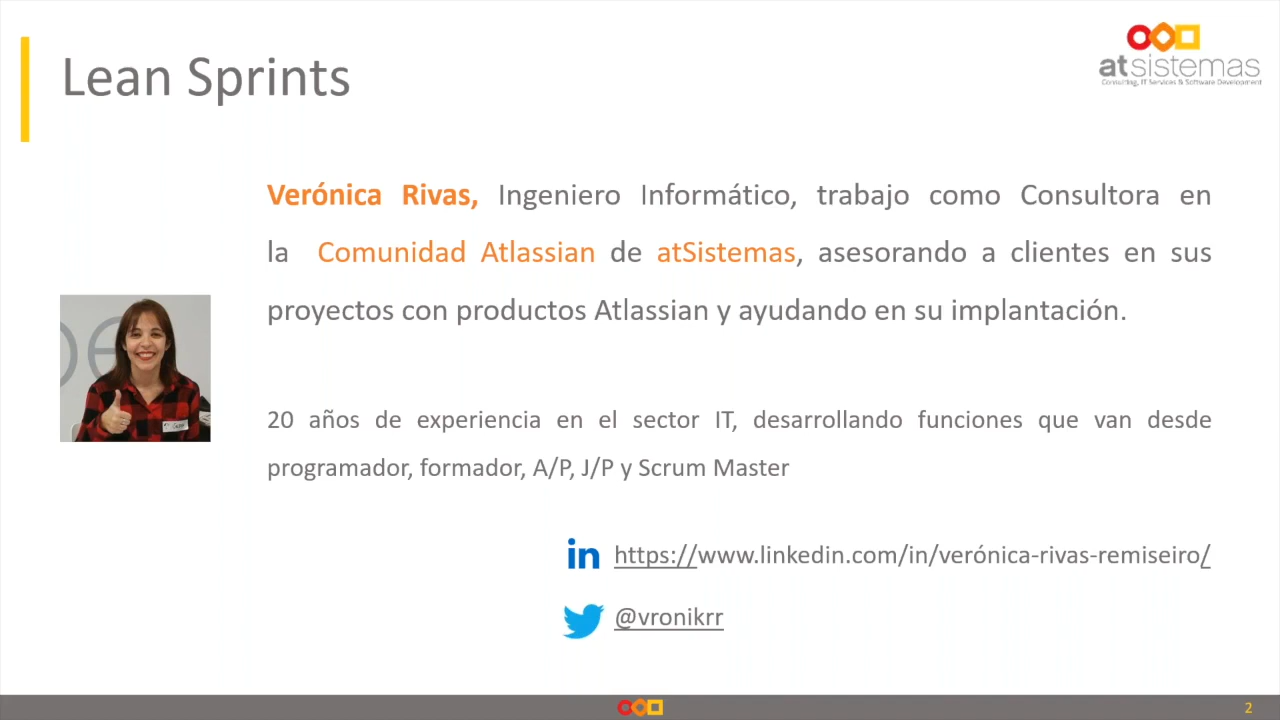 Lean Sprints
atsistemas
Consulting, IT Services & Software Development
Verónica Rivas, Ingeniero Informático, trabajo como Consultora en
la Comunidad Atlassian de atSistemas, asesorando a clientes en sus
proyectos con productos Atlassian y ayudando en su implantación.
20 años de experiencia en el sector IT, desarrollando funciones que van desde
programador, formador, A/P, J/P y Scrum Master
in https://www.linkedin.com/in/verónica-rivas-remiseiro/
@vronikrr
2